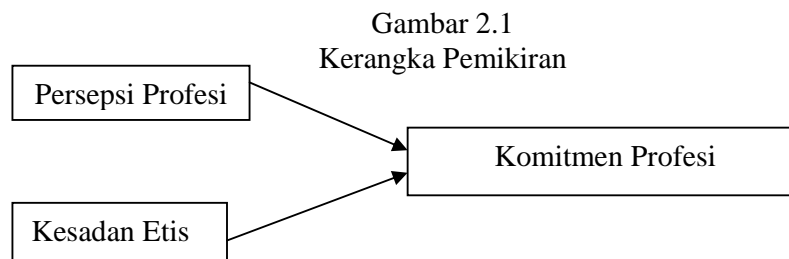 Gambar 2.1
Kerangka Pemikiran
Persepsi Profesi
Komitmen Profesi
Kesadan Etis